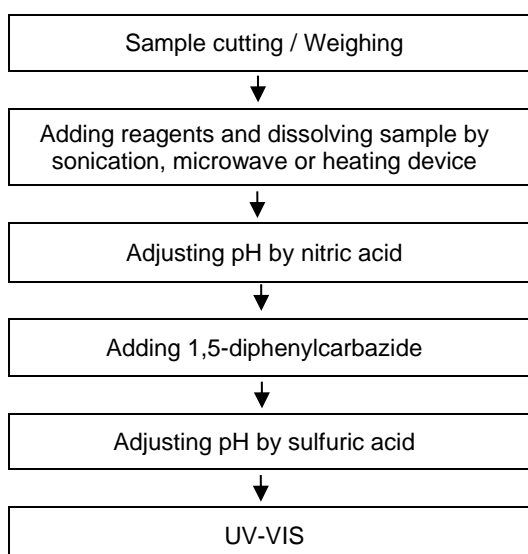 Sample cutting / Weighing
Adding reagents and dissolving sample by
sonication, microwave or heating device
Adjusting pH by nitric acid
Adding 1,5-diphenylcarbazide
Adjusting pH by sulfuric acid
UV-VIS